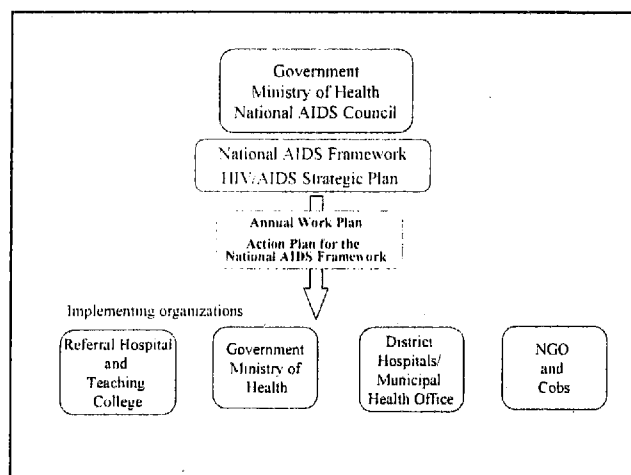 Government
Ministry of Health
National AIDS Council
National AIDS Framework
HIV/AIDS Strategic Plan
Annual Work Plan
Action Plan for the
National AIDS Framework
Implementing organizations
Referral Hospital
and
Teaching
College
Government
Ministry of
Health
District
Hospitals/
Municipal
Health Office
NGO
and
Cobs